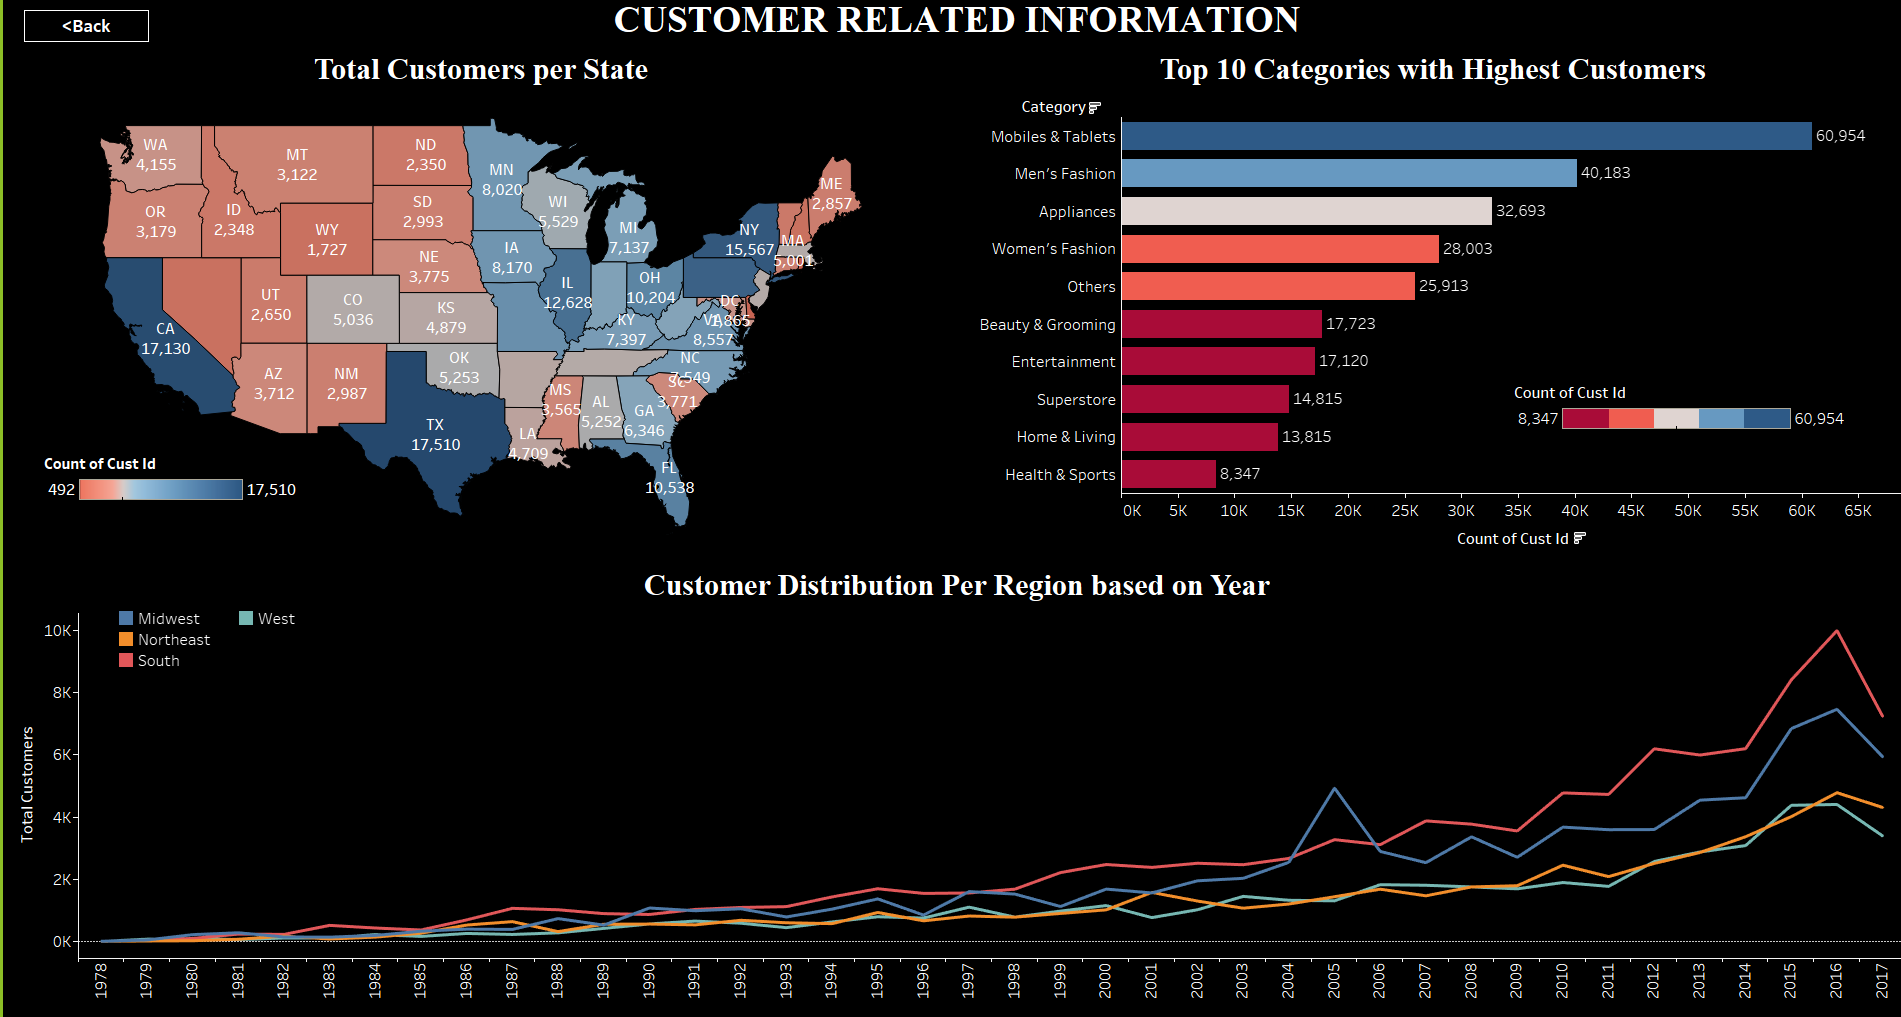 <Back
CUSTOMER RELATED INFORMATION
Total Customers per State
WA
4,155
MT
3,122
ND
2,350
MN
8,020
OR
3,179
ID
2,348
WY
1,727
SD
2,993
WI
5,529
MI
7,137
ME
2,857
NY
15,567
MA
5,001
NE
3,775
IA
8,170
IL
12,628
OH
10,204
UT
2,650
CO
5,036
KS
4,879
KY
7,397
DC
1,865
VA
8,557
CA
17,130
AZ
3,712
NM
2,987
OK
5,253
NC
7,549
SC
3,771
MS
3,565
AL
5,252
GA
6,346
TX
17,510
LA
4,709
FL
10,538
Count of Cust Id
492 17,510
Top 10 Categories with Highest Customers
Category
Mobiles & Tablets 60,954
Men's Fashion 40,183
Appliances 32,693
Women's Fashion 28,003
Others 25,913
Beauty & Grooming 17,723
Entertainment 17,120
Superstore 14,815
Home & Living 13,815
Health & Sports 8,347
0K 5K 10K 15K 20K 25K 30K 35K 40K 45K 50K 55K 60K 65K
Count of Cust Id
Count of Cust Id
8,347 60,954
Customer Distribution Per Region based on Year
Midwest West
Northeast
South
Total Customers
10K
8K
6K
4K
2K
0K
1978 1979 1980 1981 1982 1983 1984 1985 1986 1987 1988 1989 1990 1991 1992 1993 1994 1995 1996 1997 1998 1999 2000 2001 2002 2003 2004 2005 2006 2007 2008 2009 2010 2011 2012 2013 2014 2015 2016 2017